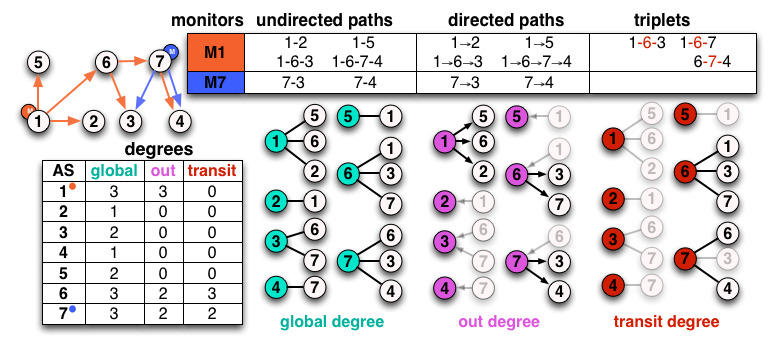 monitors undirected paths directed paths triplets
M1 1-2 1-5 1→2 1→5 1-6-3 1-6-7
1-6-3 1-6-7-4 1→6→3 1→6→7→4 6-7-4
M7 7-3 7-4 7→3 7→4
5 6 7 M
1 2 3 4
degrees
AS global out transit
1 3 3 0
2 1 0 0
3 2 0 0
4 1 0 0
5 2 0 0
6 3 2 3
7 3 2 2
1 5 6 2
5 1
6 1 3 7
2 1
3 6 7
7 6 3 4
4 7
global degree
1 5 6 2
5 1
6 1 3 7
2 1
3 6 7
7 6 3 4
4 7
out degree
1 5 6 2
5 1
6 1 3 7
2 1
3 6 7
7 6 3 4
4 7
transit degree